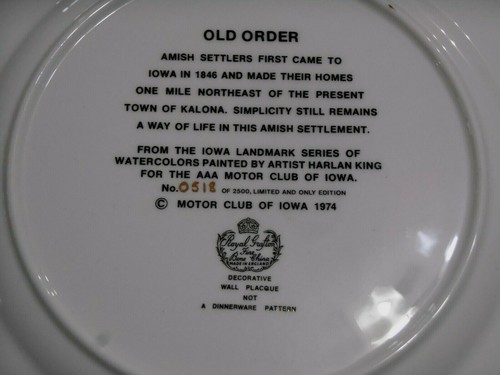 OLD ORDER
AMISH SETTLERS FIRST CAME TO
IOWA IN 1846 AND MADE THEIR HOMES
ONE MILE NORTHEAST OF THE PRESENT
TOWN OF KALONA. SIMPLICITY STILL REMAINS
A WAY OF LIFE IN THIS AMISH SETTLEMENT.
FROM THE IOWA LANDMARK SERIES OF
WATERCOLORS PAINTED BY ARTIST HARLAN KING
FOR THE AAA MOTOR CLUB OF IOWA.
No. 0518 OF 2500, LIMITED AND ONLY EDITION
© MOTOR CLUB OF IOWA 1974
Royal Grafton
Fine
Bone China
MADE IN ENGLAND
DECORATIVE
WALL PLACQUE
NOT
A DINNERWARE PATTERN